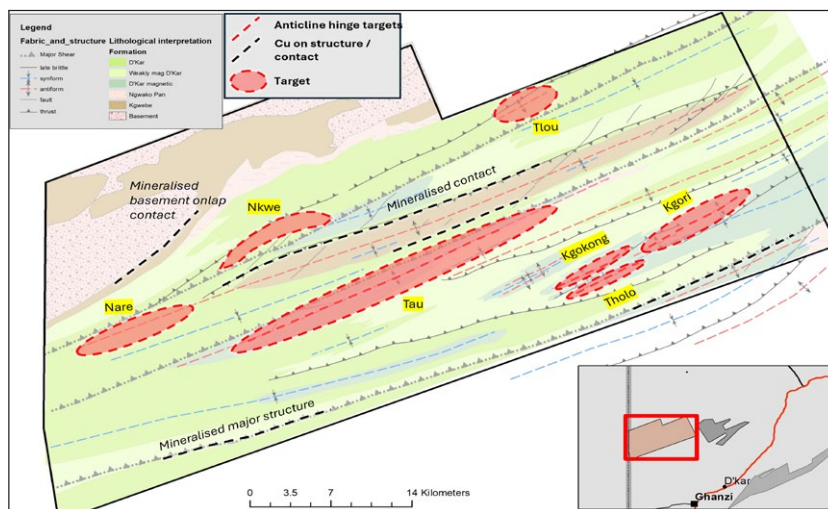 Legend
Fabric_and_structure
Major Shear
late brittle
synform
antiform
fault
thrust
Lithological interpretation
Formation
D'Kar
Weakly mag D'Kar
D'Kar magnetic
Ngwako Pan
Kgwebe
Basement
Anticline hinge targets
Cu on structure /
contact
Target
Tlou
Mineralised
basement onlap
contact
Nkwe
Mineralised contact
Kgori
Kgokong
Nare
Tau
Tholo
Mineralised major structure
0 3.5 7 14 Kilometers
D'kar
Ghanzi